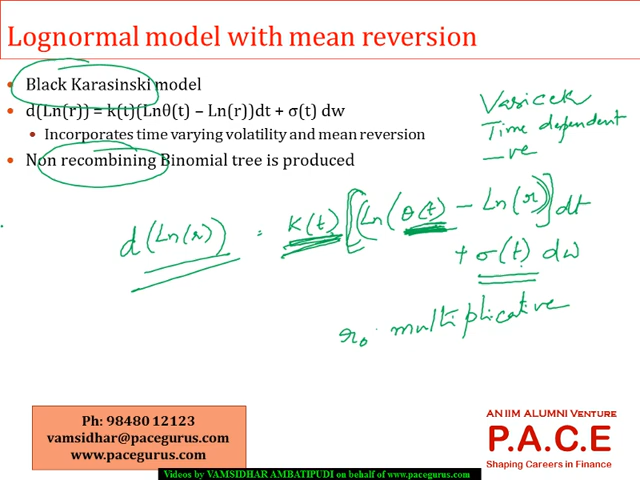 Lognormal model with mean reversion
• Black Karasinski model
• d(Ln(r)) = k(t)(Lnθ(t) – Ln(r))dt + σ(t) dw
• Incorporates time varying volatility and mean reversion
• Non recombining Binomial tree is produced
Vasicek
Time dependent
-ve
d(Ln(r)) = K(t) [(Ln(θ(t) – Ln(r))] dt
+ σ(t) dw
r₀. multiplicative
Ph: 98480 12123
vamsidhar@pacegurus.com
www.pacegurus.com
AN IIM ALUMNI VENTURE
P.A.C.E
Shaping Careers in Finance
Videos by VAMSIDHAR AMBATIPUDI on behalf of www.pacegurus.com